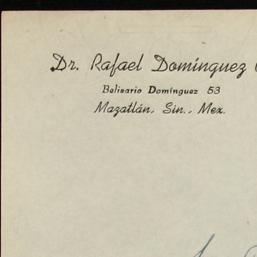 Dr. Rafael Domínguez
Belisario Domínguez 53
Mazatlán, Sin., Mex.